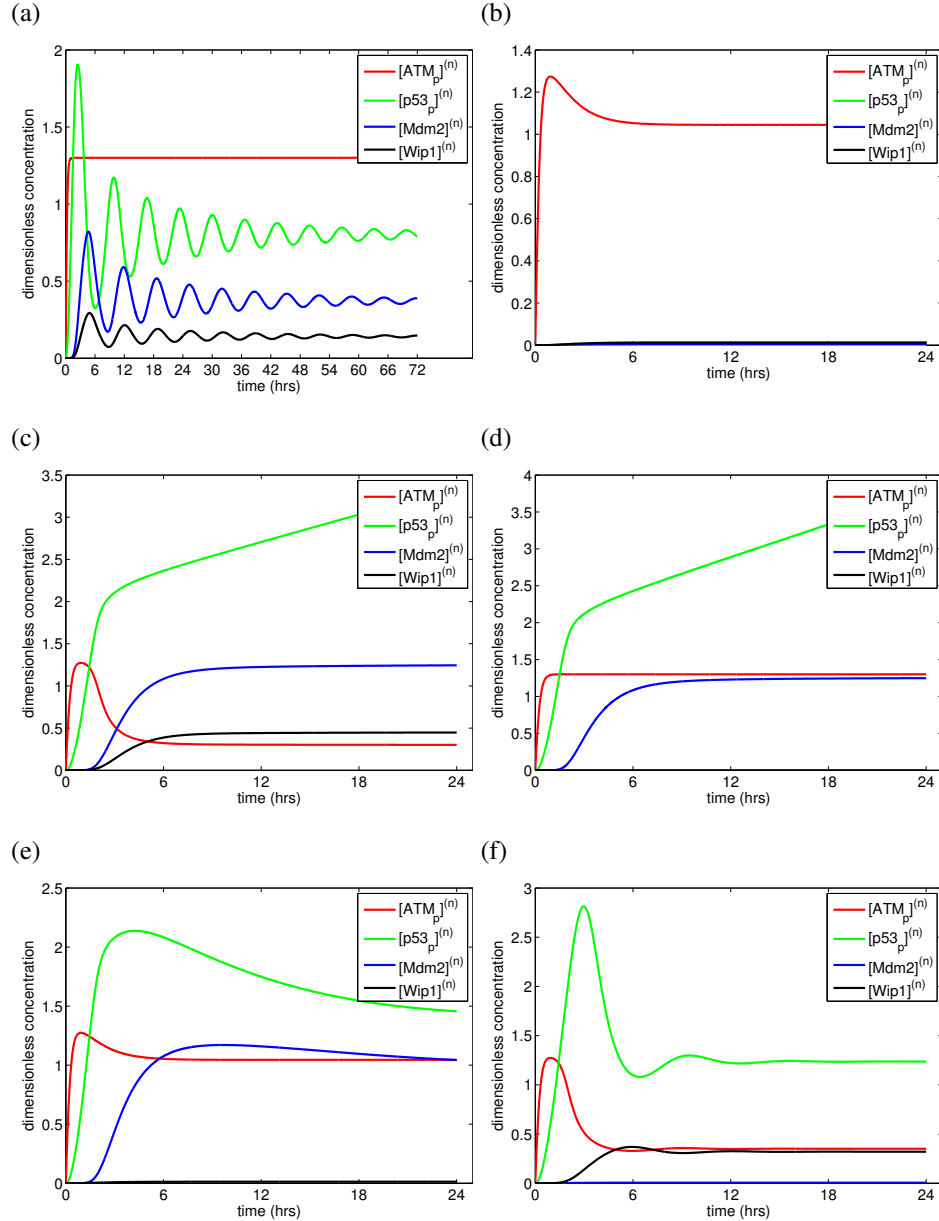 (a)
2
1.5
1
0.5
0
0 6 12 18 24 30 36 42 48 54 60 66 72
time (hrs)
dimensionless concentration
[ATM_p]^(n)
[p53_p]^(n)
[Mdm2]^(n)
[Wip1]^(n)
(b)
1.4
1.2
1
0.8
0.6
0.4
0.2
0
0 6 12 18 24
time (hrs)
dimensionless concentration
[ATM_p]^(n)
[p53_p]^(n)
[Mdm2]^(n)
[Wip1]^(n)
(c)
3.5
3
2.5
2
1.5
1
0.5
0
0 6 12 18 24
time (hrs)
dimensionless concentration
[ATM_p]^(n)
[p53_p]^(n)
[Mdm2]^(n)
[Wip1]^(n)
(d)
4
3.5
3
2.5
2
1.5
1
0.5
0
0 6 12 18 24
time (hrs)
dimensionless concentration
[ATM_p]^(n)
[p53_p]^(n)
[Mdm2]^(n)
[Wip1]^(n)
(e)
2.5
2
1.5
1
0.5
0
0 6 12 18 24
time (hrs)
dimensionless concentration
[ATM_p]^(n)
[p53_p]^(n)
[Mdm2]^(n)
[Wip1]^(n)
(f)
3
2.5
2
1.5
1
0.5
0
0 6 12 18 24
time (hrs)
dimensionless concentration
[ATM_p]^(n)
[p53_p]^(n)
[Mdm2]^(n)
[Wip1]^(n)